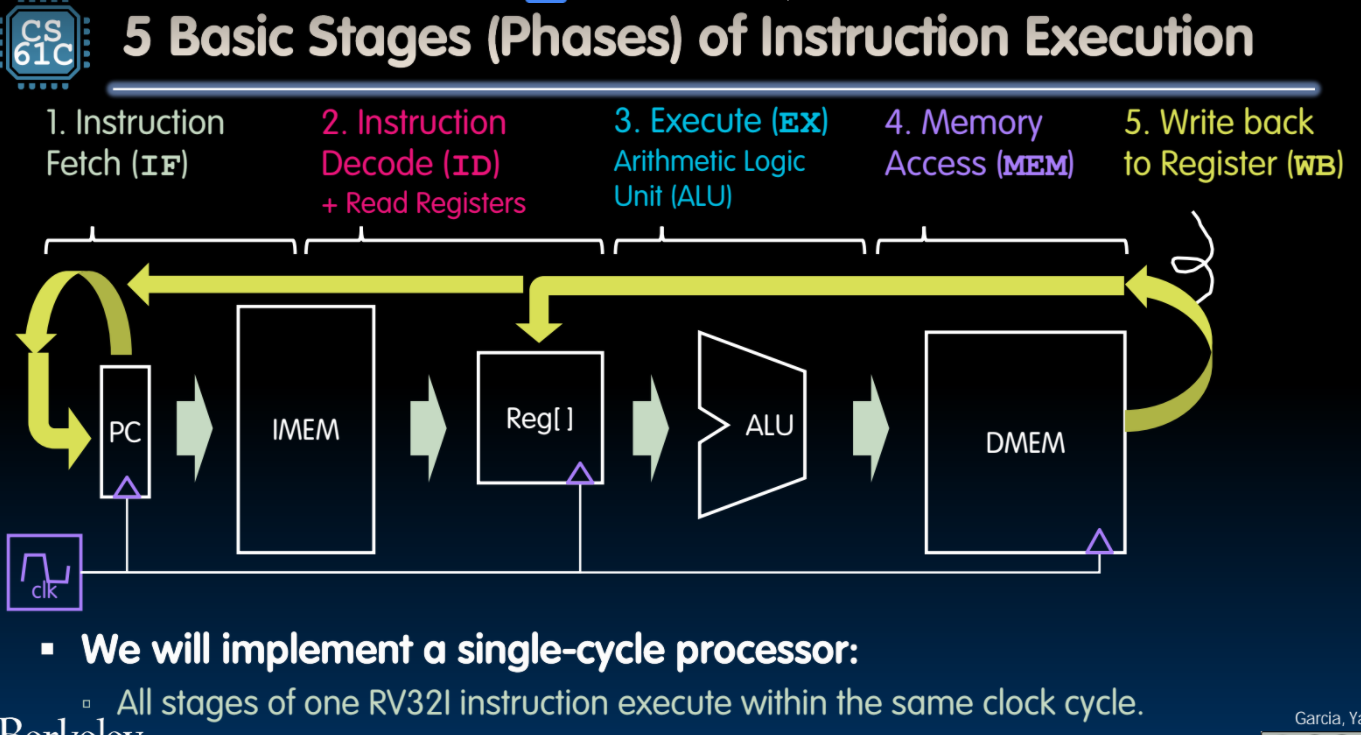 CS
61C
5 Basic Stages (Phases) of Instruction Execution
1. Instruction
Fetch (IF)
2. Instruction
Decode (ID)
+ Read Registers
3. Execute (EX)
Arithmetic Logic
Unit (ALU)
4. Memory
Access (MEM)
5. Write back
to Register (WB)
PC
IMEM
Reg[ ]
ALU
DMEM
clk
▪ We will implement a single-cycle processor:
▫ All stages of one RV32I instruction execute within the same clock cycle.
Berkeley
Garcia,